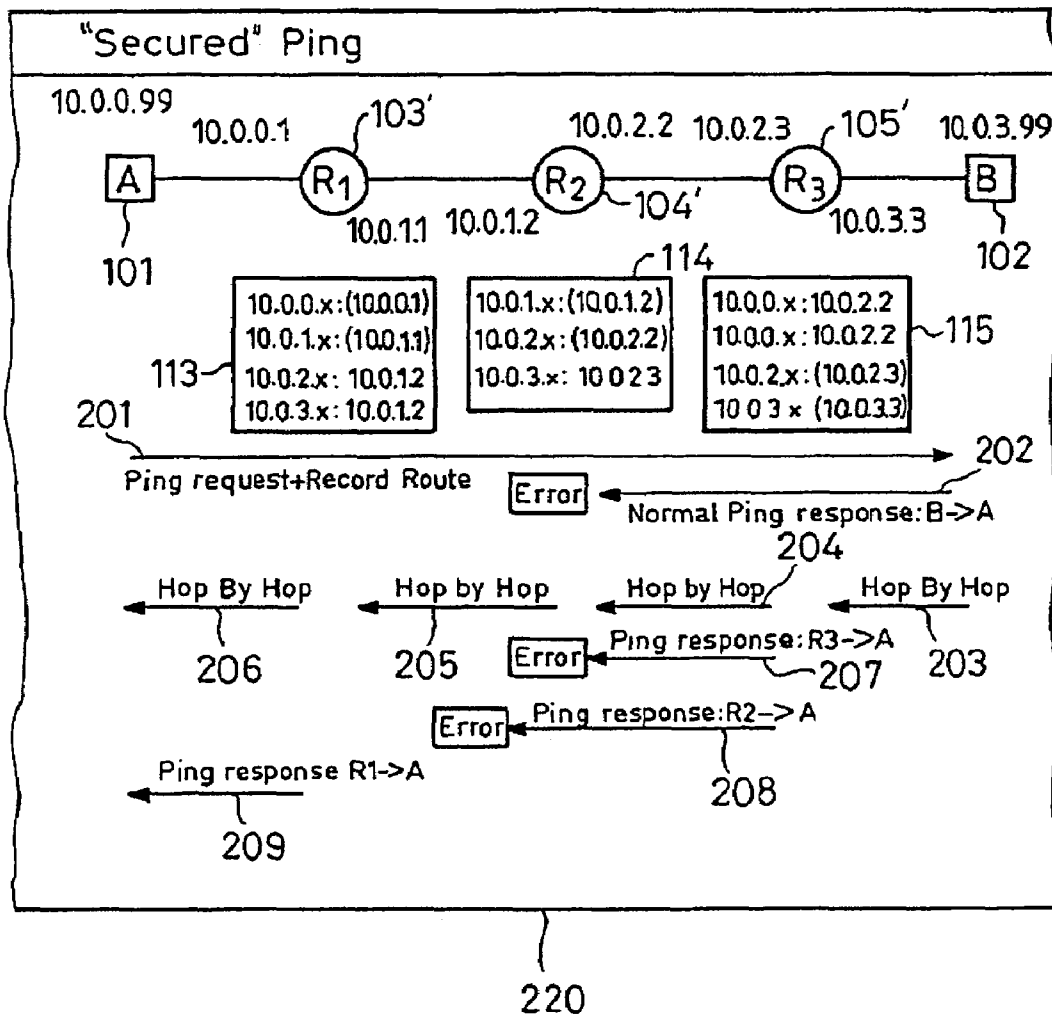 "Secured" Ping
10.0.0.99
10.0.0.1
103'
10.0.2.2
10.0.2.3
105'
10.0.3.99
A
R1
R2
R3
B
101
10.0.1.1
10.0.1.2
104'
10.0.3.3
102
113
10.0.0.x:(10.0.0.1)
10.0.1.x:(10.0.1.1)
10.0.2.x: 10.0.1.2
10.0.3.x: 10.0.1.2
114
10.0.1.x:(10.0.1.2)
10.0.2.x:(10.0.2.2)
10.0.3.x: 10 0 2 3
115
10.0.0.x:10.0.2.2
10.0.0.x:10.0.2.2
10.0.2.x:(10.0.2.3)
10 0 3 x (10.0.3.3)
201
Ping request+Record Route
202
Error
Normal Ping response:B->A
204
Hop By Hop
Hop by Hop
Hop by Hop
Hop By Hop
206
205
203
Error
Ping response:R3->A
207
Error
Ping response:R2->A
208
Ping response R1->A
209
220